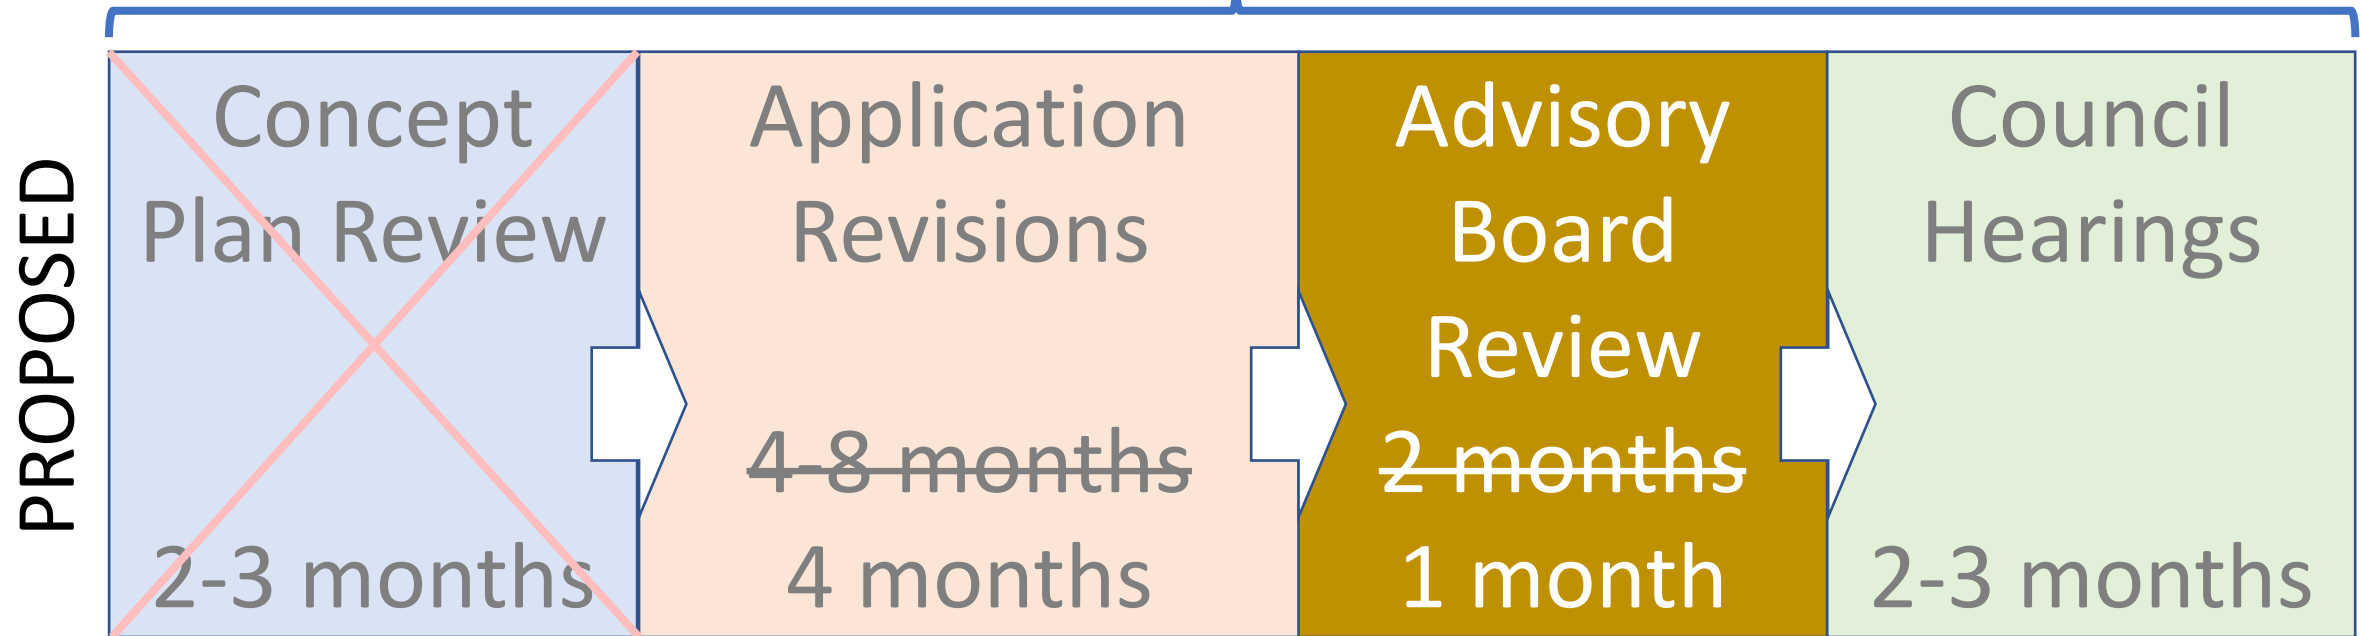 PROPOSED
Concept
Plan Review
2-3 months
Application
Revisions
4-8 months
4 months
Advisory
Board
Review
2 months
1 month
Council
Hearings
2-3 months